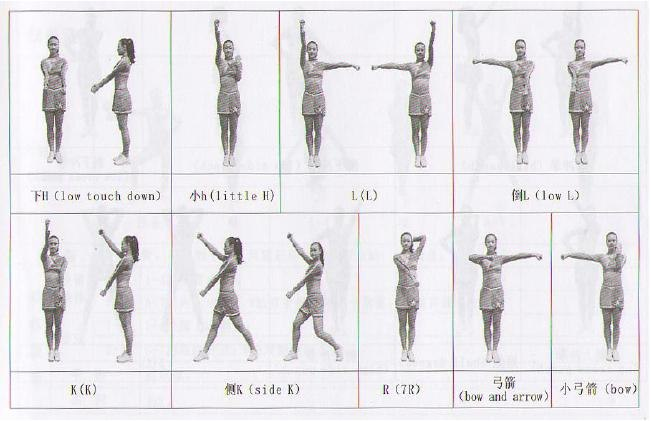 下H（low touch down）
小h（little H）
L（L）
倒L（low L）
K（K）
侧K（side K）
R（7R）
弓箭
（bow and arrow）
小弓箭（bow）